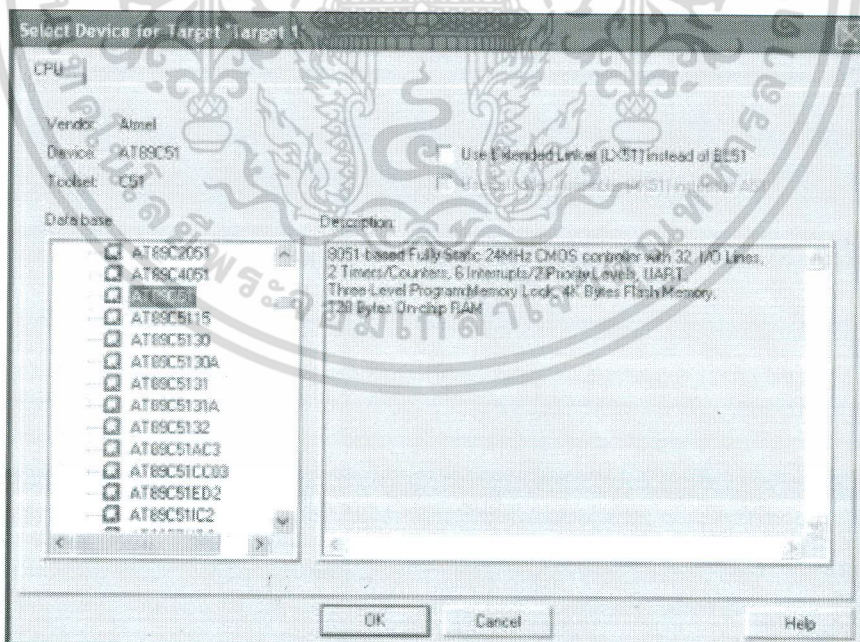 Select Device for Target 'Target 1'
CPU
Vendor: Atmel
Device: AT89C51
Toolset: C51
Use Extended Linker (LX51) instead of BL51
Data base
Description:
AT89C2051
AT89C4051
AT89C51
AT89C5115
AT89C5130
AT89C5130A
AT89C5131
AT89C5131A
AT89C5132
AT89C51AC3
AT89C51CC03
AT89C51ED2
AT89C51IC2
8051 based Fully Static 24MHz CMOS controller with 32 I/O Lines,
2 Timers/Counters, 6 Interrupts/2 Priority Levels, UART,
Three-Level Program Memory Lock, 4K Bytes Flash Memory,
128 Bytes On-chip RAM
OK
Cancel
Help